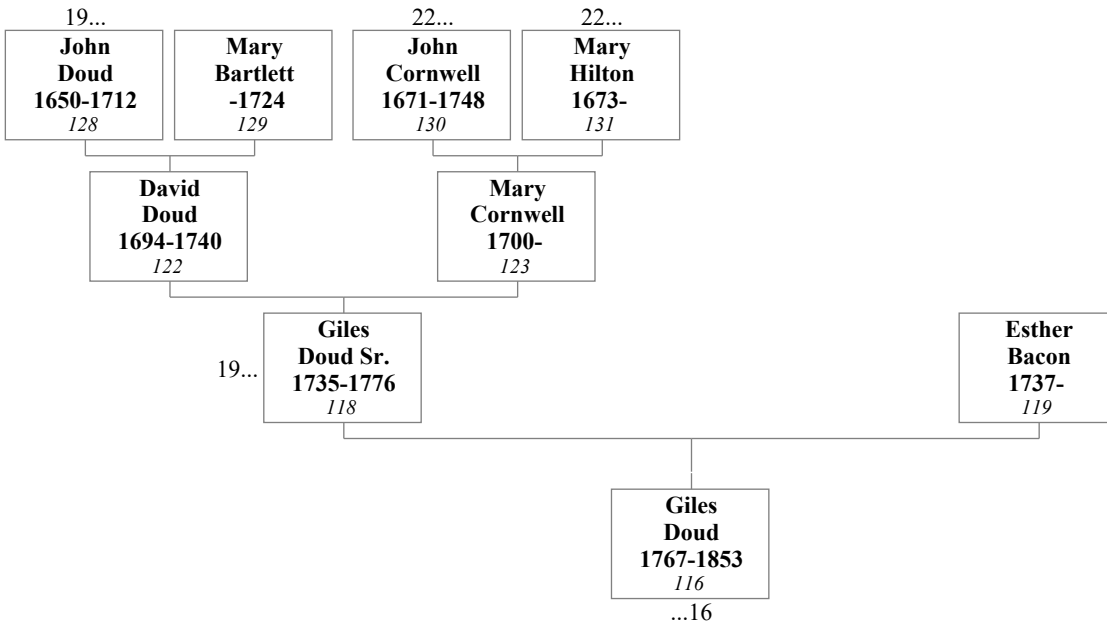 19...
22...
22...
John
Doud
1650-1712
128
Mary
Bartlett
-1724
129
John
Cornwell
1671-1748
130
Mary
Hilton
1673-
131
David
Doud
1694-1740
122
Mary
Cornwell
1700-
123
19...
Giles
Doud Sr.
1735-1776
118
Esther
Bacon
1737-
119
Giles
Doud
1767-1853
116
...16